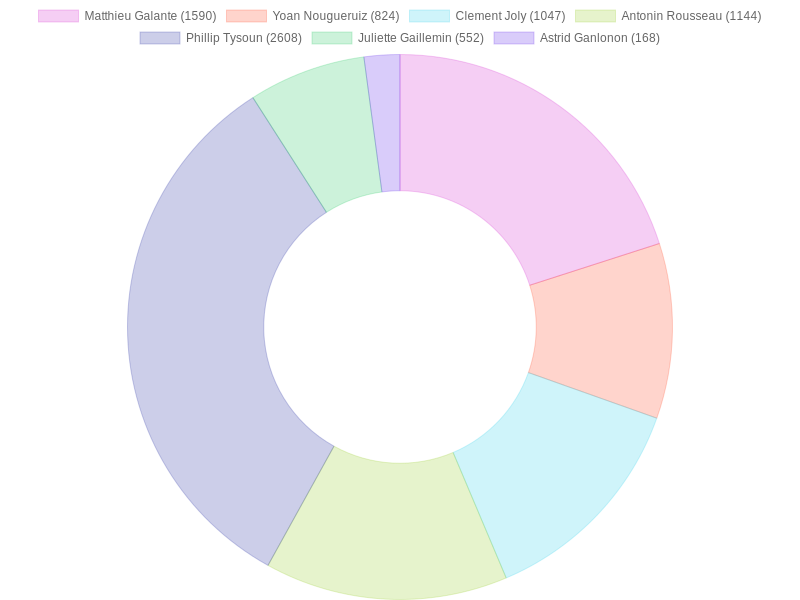 Matthieu Galante (1590) Yoan Nougueruiz (824) Clement Joly (1047) Antonin Rousseau (1144)
Phillip Tysoun (2608) Juliette Gaillemin (552) Astrid Ganlonon (168)